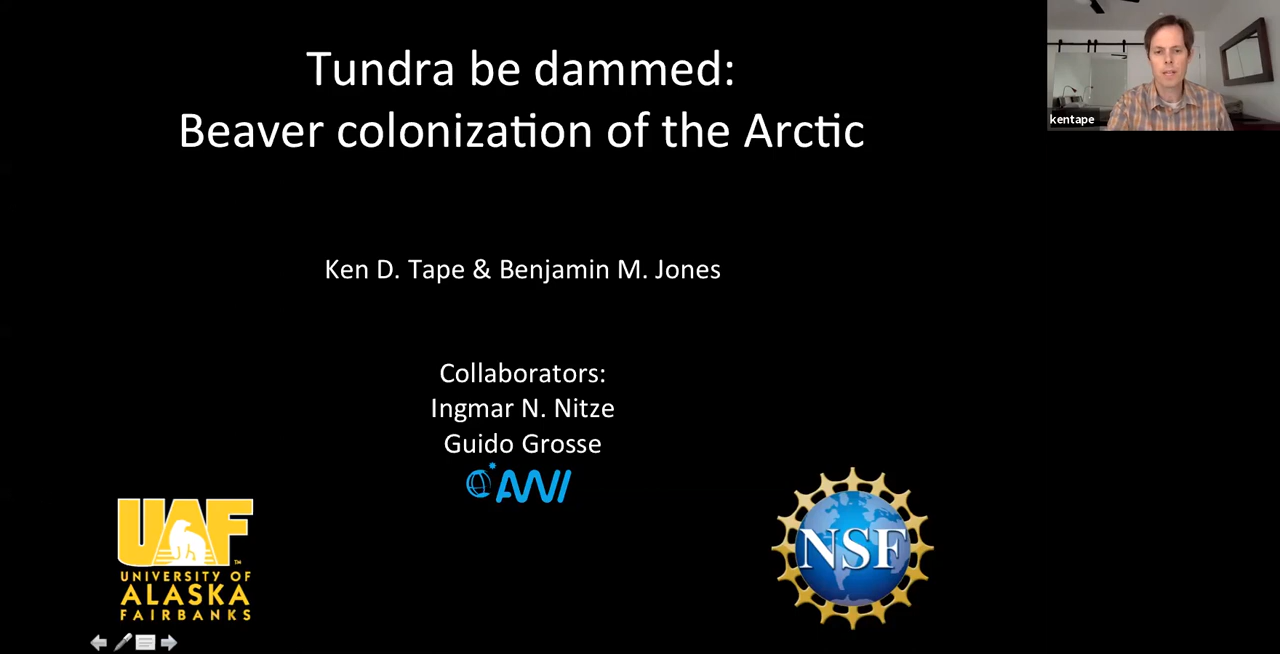 Tundra be dammed:
Beaver colonization of the Arctic
kentape
Ken D. Tape & Benjamin M. Jones
Collaborators:
Ingmar N. Nitze
Guido Grosse
AWI
UAF
TM
UNIVERSITY OF
ALASKA
FAIRBANKS
NSF